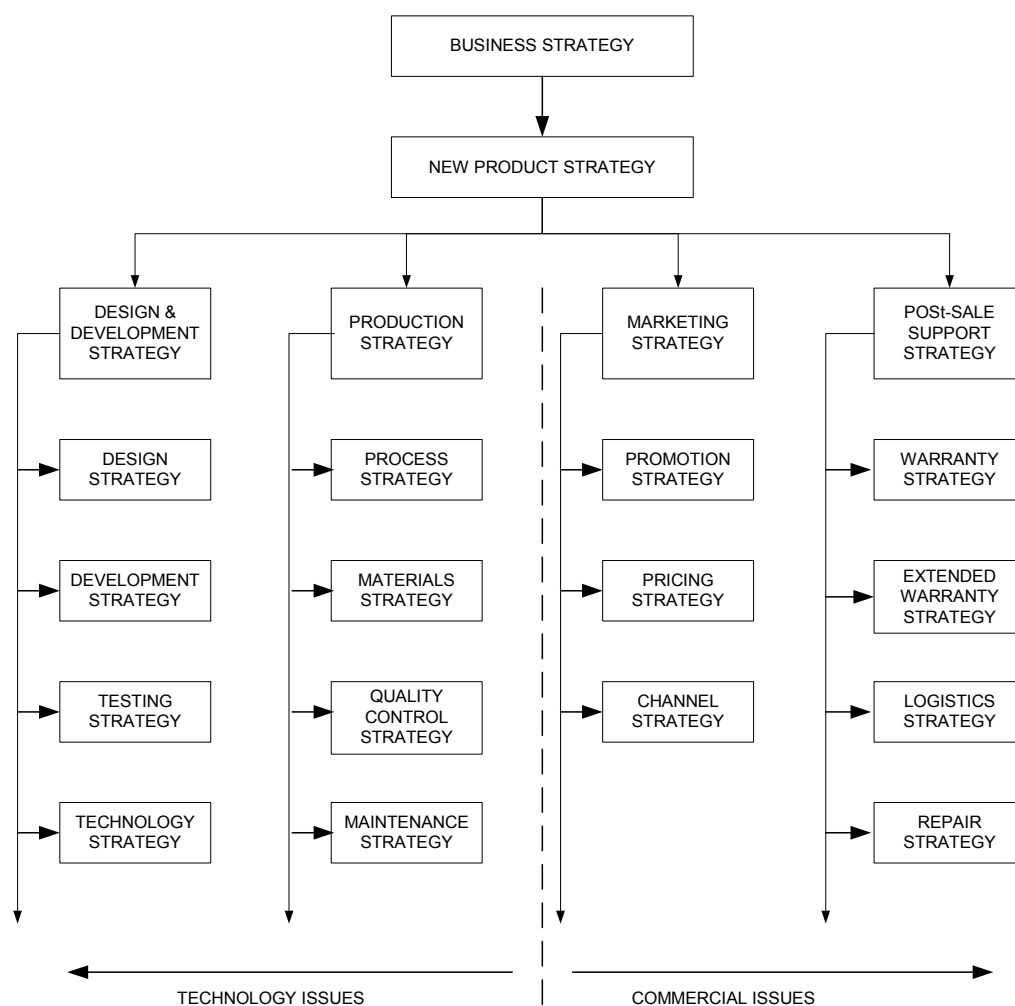 BUSINESS STRATEGY
NEW PRODUCT STRATEGY
DESIGN &
DEVELOPMENT
STRATEGY
PRODUCTION
STRATEGY
MARKETING
STRATEGY
POSt-SALE
SUPPORT
STRATEGY
DESIGN
STRATEGY
PROCESS
STRATEGY
PROMOTION
STRATEGY
WARRANTY
STRATEGY
DEVELOPMENT
STRATEGY
MATERIALS
STRATEGY
PRICING
STRATEGY
EXTENDED
WARRANTY
STRATEGY
TESTING
STRATEGY
QUALITY
CONTROL
STRATEGY
CHANNEL
STRATEGY
LOGISTICS
STRATEGY
TECHNOLOGY
STRATEGY
MAINTENANCE
STRATEGY
REPAIR
STRATEGY
TECHNOLOGY ISSUES
COMMERCIAL ISSUES